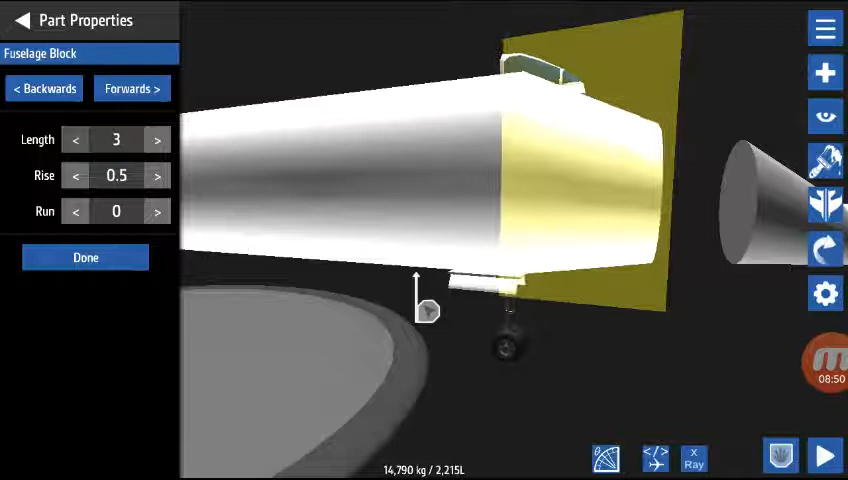 Part Properties
Fuselage Block
< Backwards
Forwards >
Length < 3 >
Rise < 0.5 >
Run < 0 >
Done
08:50
θ
</>
X
Ray
14,790 kg / 2,215L